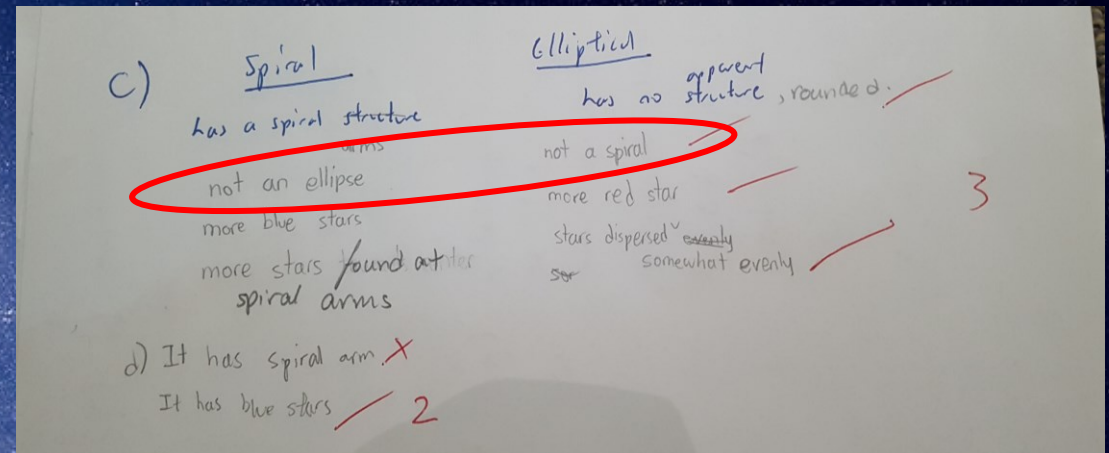 C) Spiral Elliptical
has a spiral structure
has no apparent structure, rounded.
arms
not an ellipse
not a spiral
more blue stars
more red star
more stars found at
spiral arms
stars dispersed evenly
somewhat evenly
3
d) It has spiral arm.
It has blue stars
2